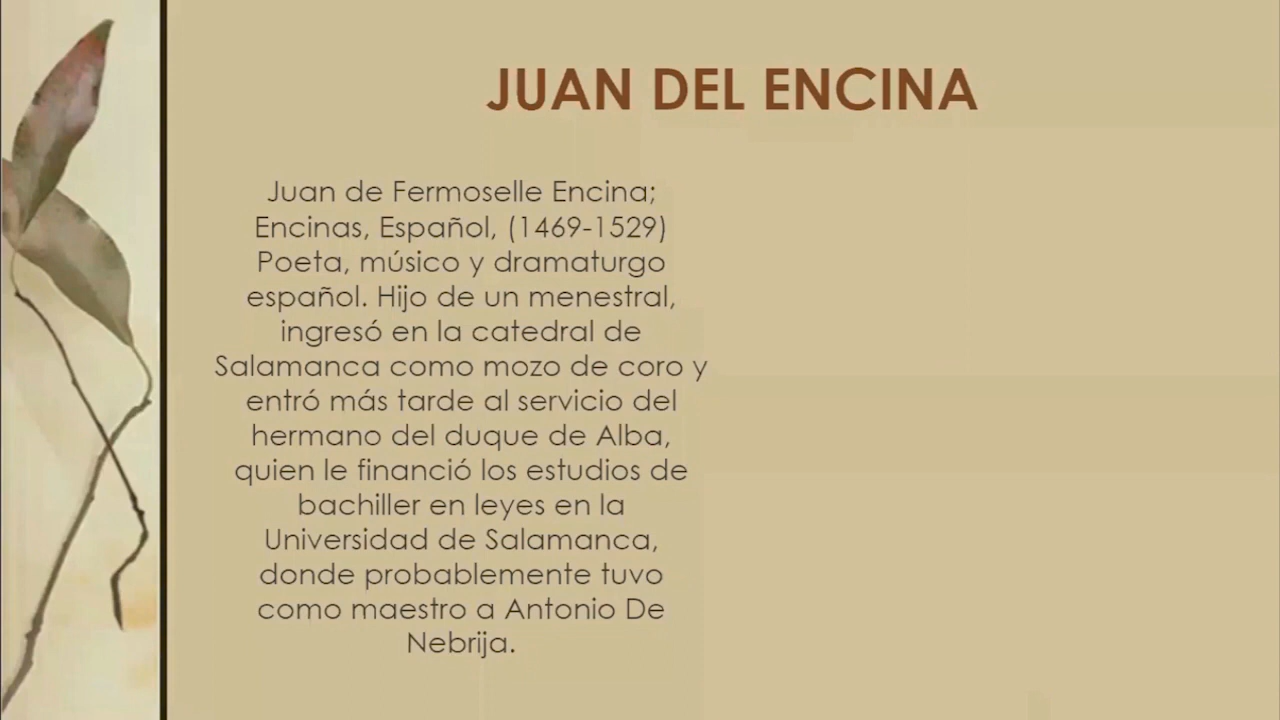 JUAN DEL ENCINA
Juan de Fermoselle Encina;
Encinas, Español, (1469-1529)
Poeta, músico y dramaturgo
español. Hijo de un menestral,
ingresó en la catedral de
Salamanca como mozo de coro y
entró más tarde al servicio del
hermano del duque de Alba,
quien le financió los estudios de
bachiller en leyes en la
Universidad de Salamanca,
donde probablemente tuvo
como maestro a Antonio De
Nebrija.